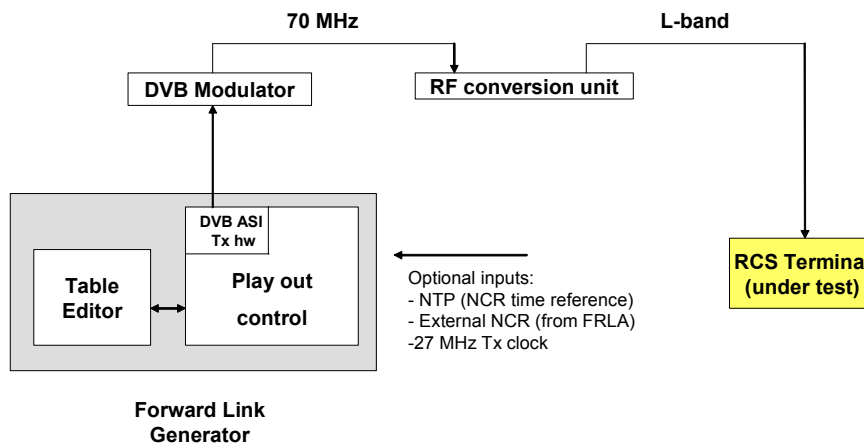 70 MHz
L-band
DVB Modulator
RF conversion unit
DVB ASI
Tx hw
Table
Editor
Play out
control
Optional inputs:
- NTP (NCR time reference)
- External NCR (from FRLA)
-27 MHz Tx clock
RCS Terminal
(under test)
Forward Link
Generator